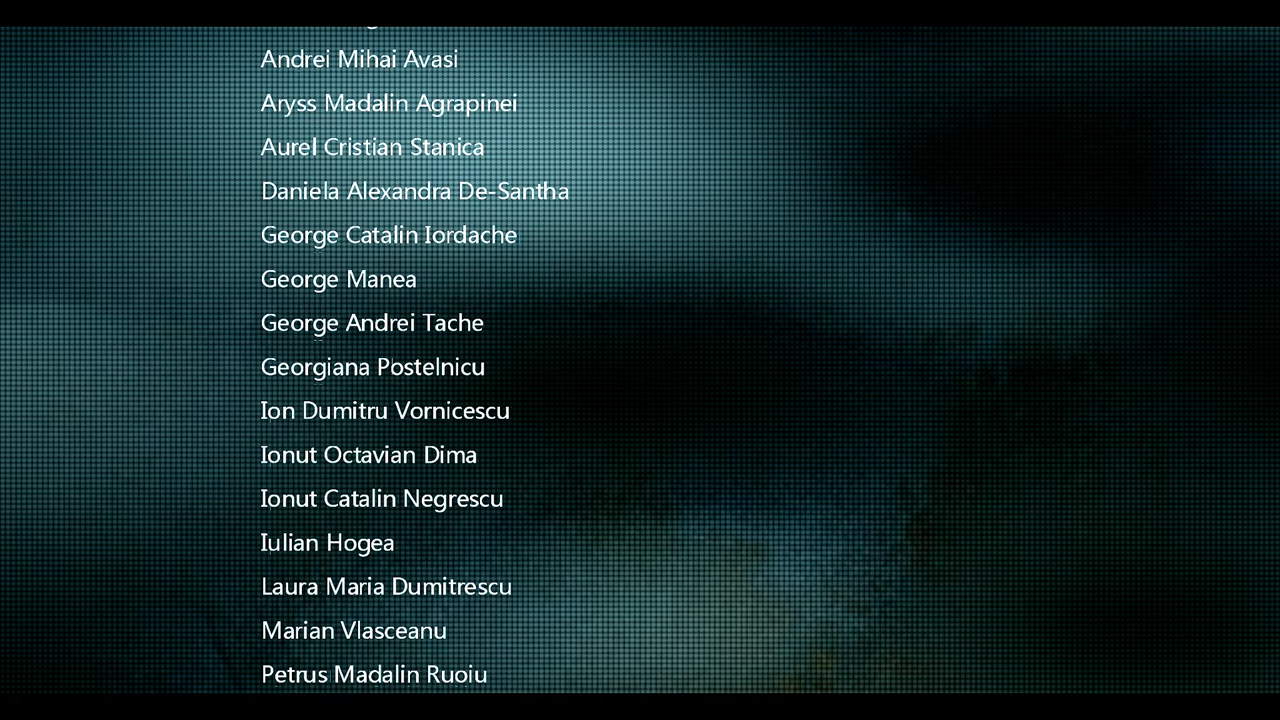 Andrei Mihai Avasi
Aryss Madalin Agrapinei
Aurel Cristian Stanica
Daniela Alexandra De-Santha
George Catalin Iordache
George Manea
George Andrei Tache
Georgiana Postelnicu
Ion Dumitru Vornicescu
Ionut Octavian Dima
Ionut Catalin Negrescu
Iulian Hogea
Laura Maria Dumitrescu
Marian Vlasceanu
Petrus Madalin Ruoiu